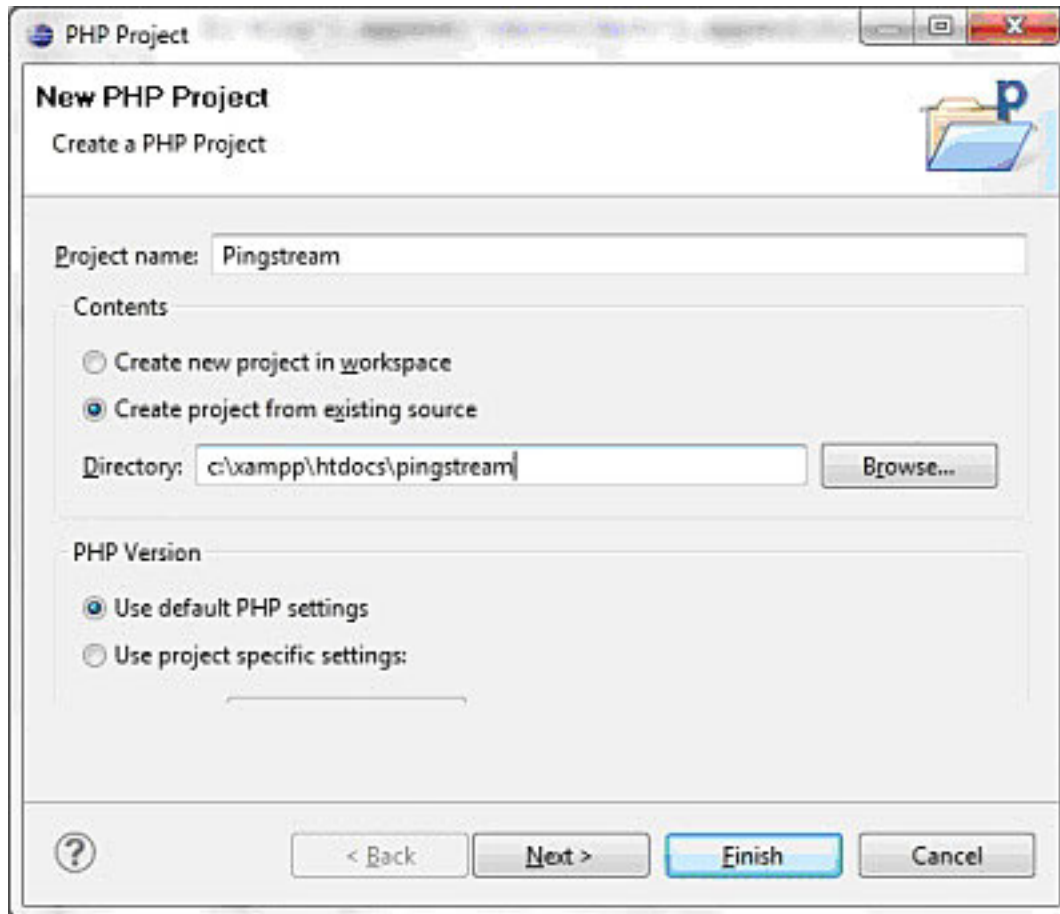 PHP Project
New PHP Project
Create a PHP Project
Project name: Pingstream
Contents
Create new project in workspace
Create project from existing source
Directory: c:\xampp\htdocs\pingstream Browse...
PHP Version
Use default PHP settings
Use project specific settings:
? < Back Next > Finish Cancel